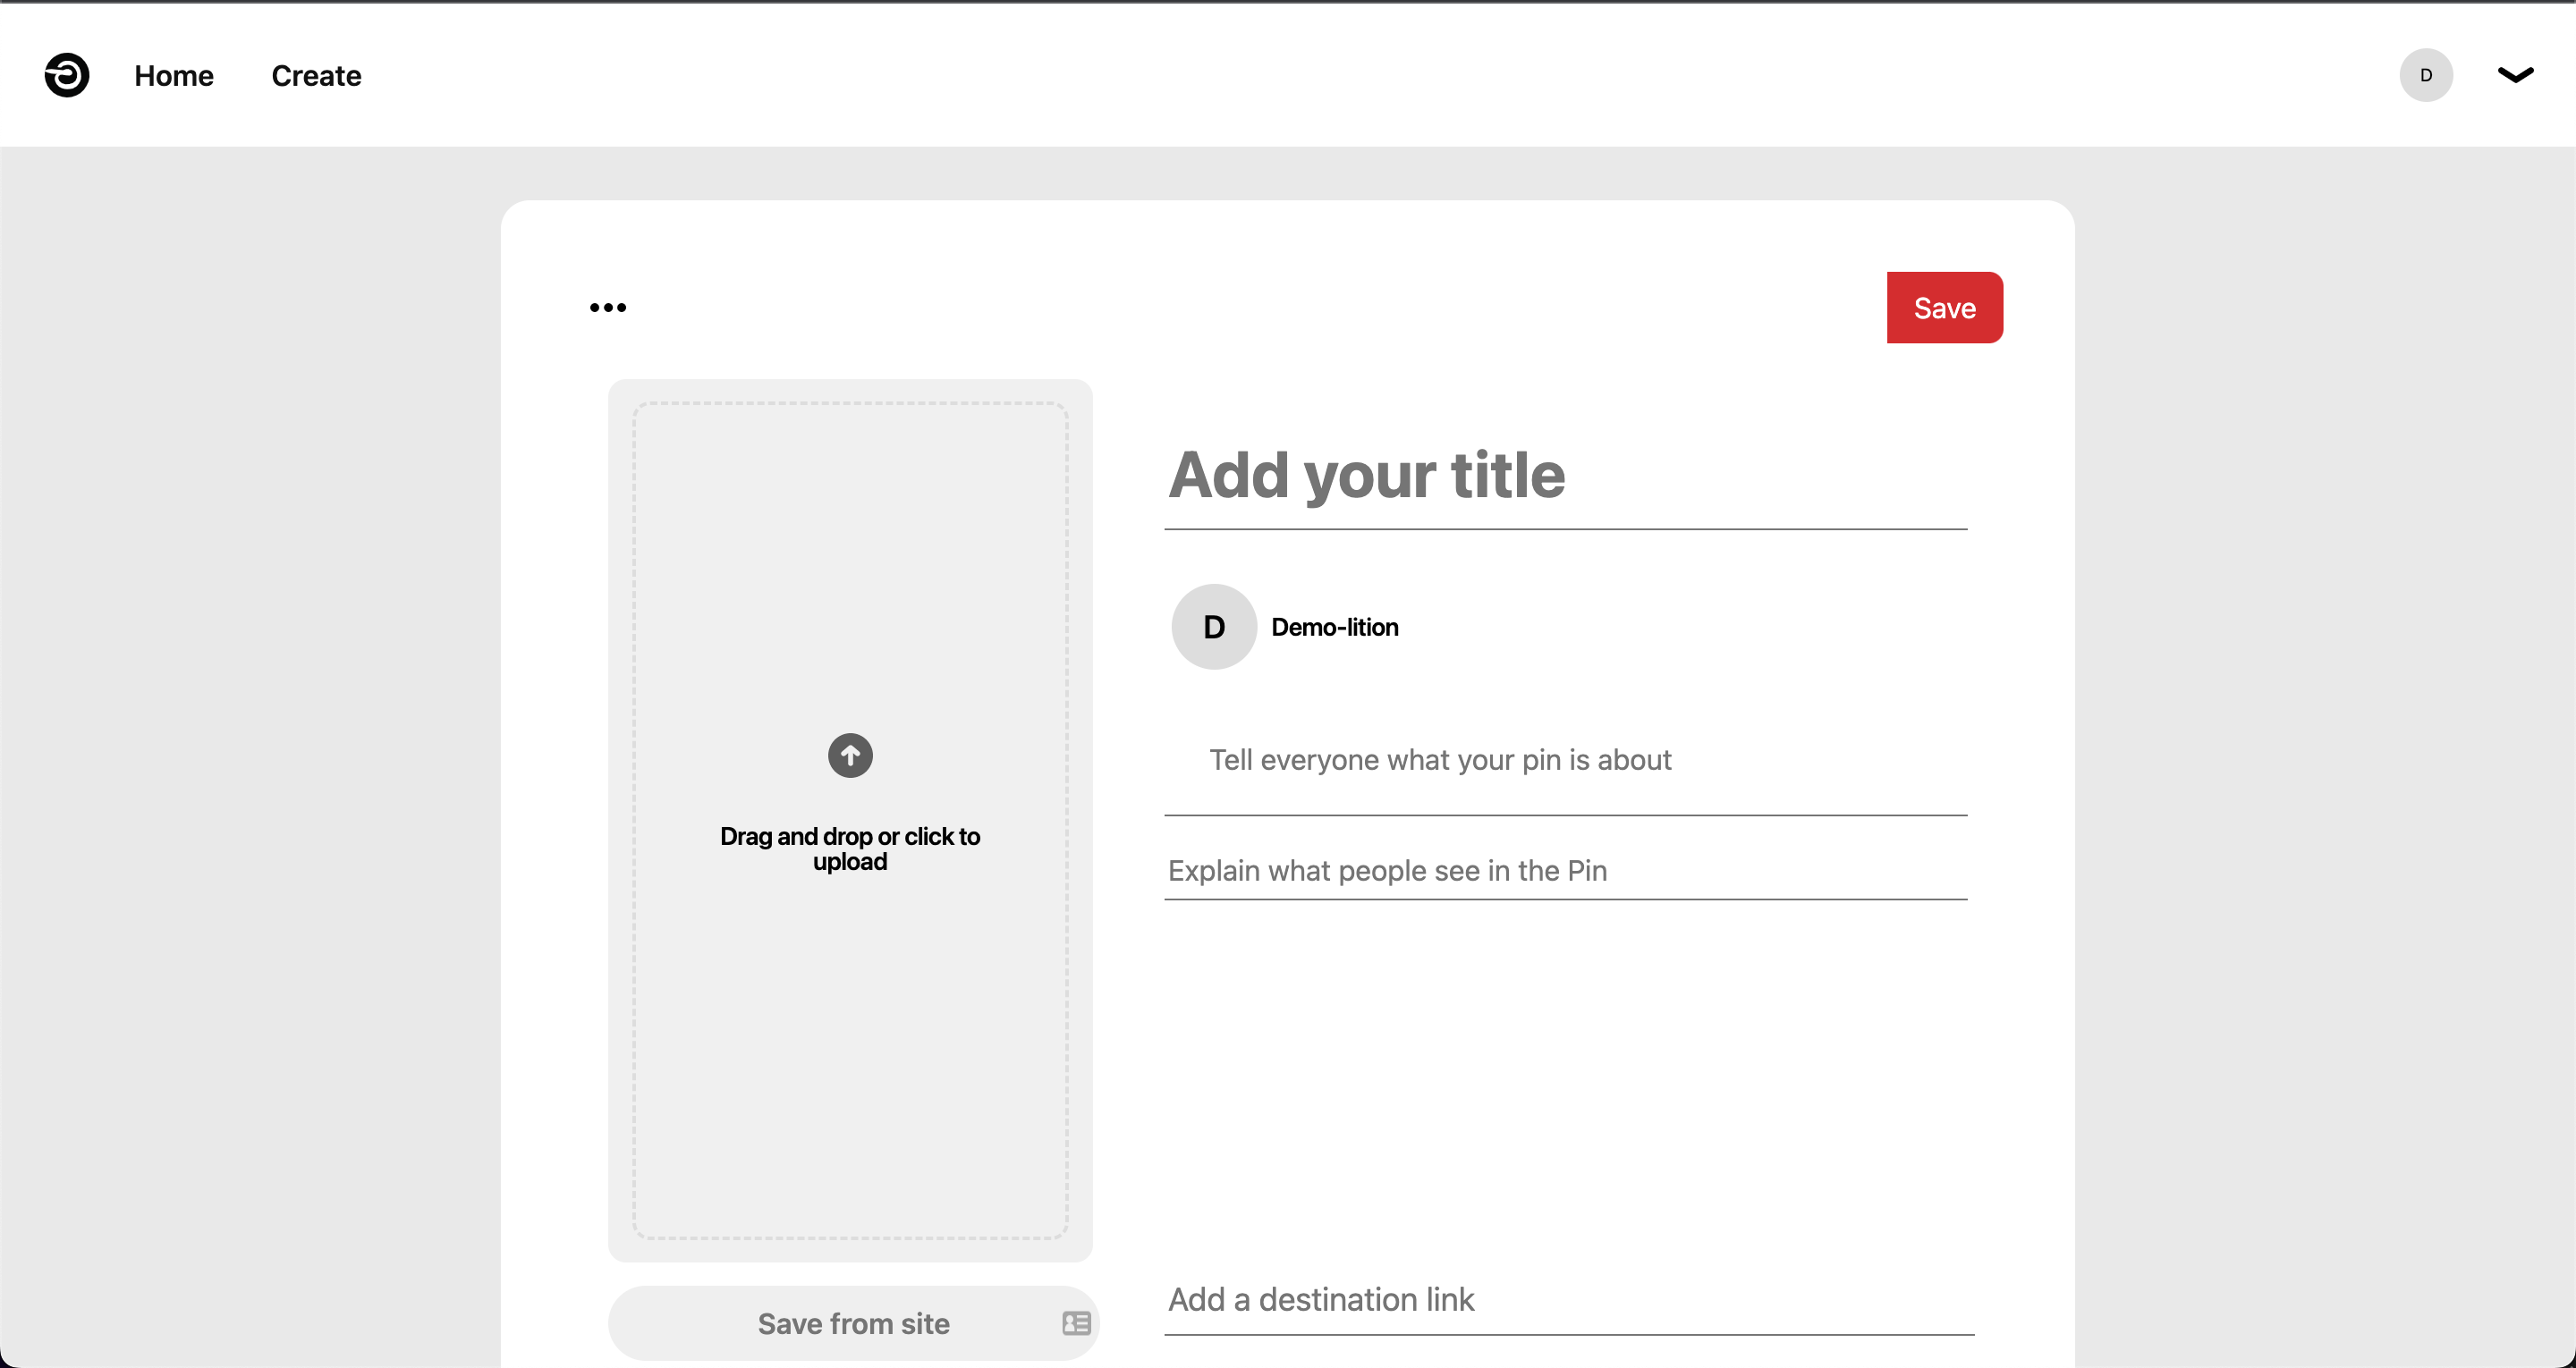 Home Create
D
Save
Add your title
D Demo-lition
Tell everyone what your pin is about
Drag and drop or click to
upload
Explain what people see in the Pin
Add a destination link
Save from site